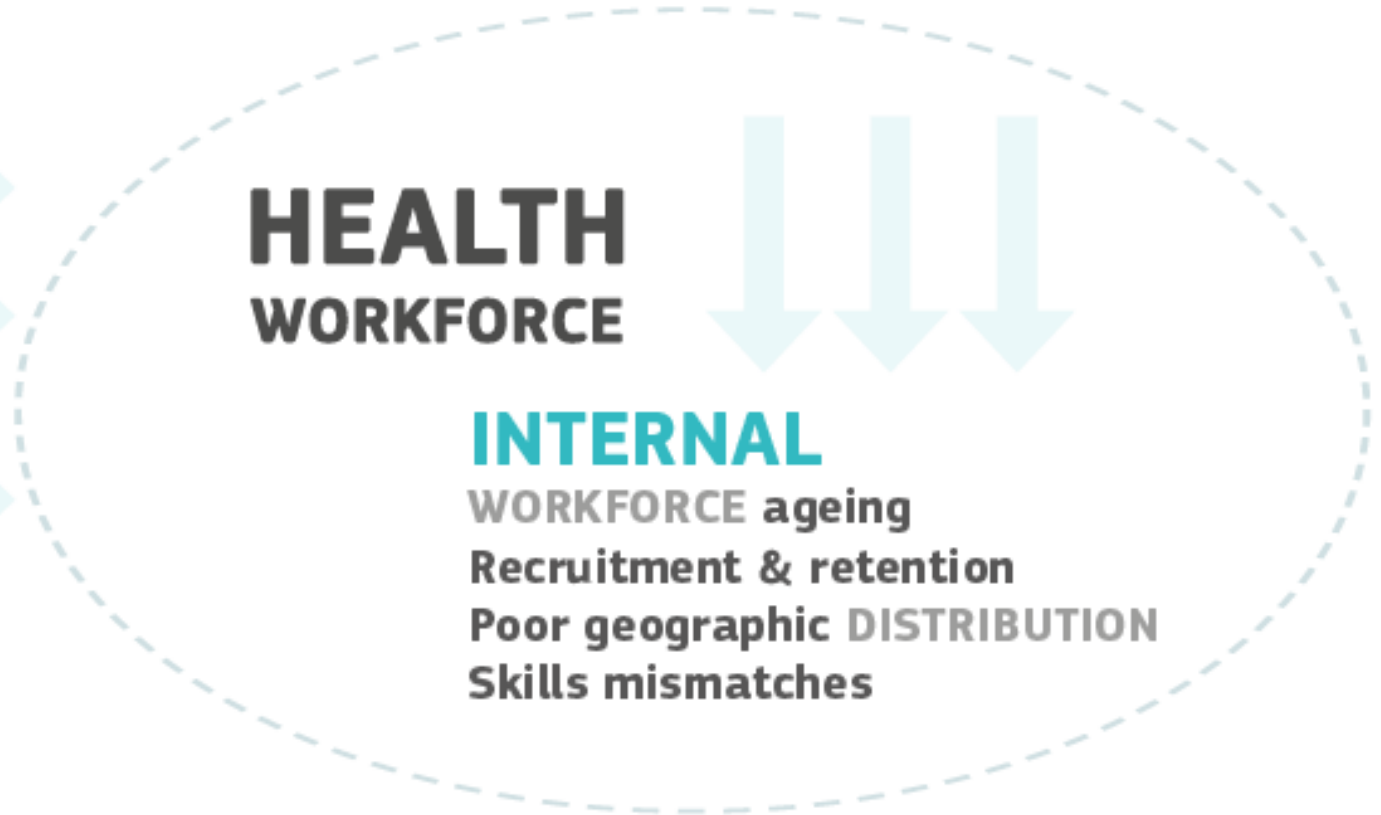 HEALTH
WORKFORCE
INTERNAL
WORKFORCE ageing
Recruitment & retention
Poor geographic DISTRIBUTION
Skills mismatches